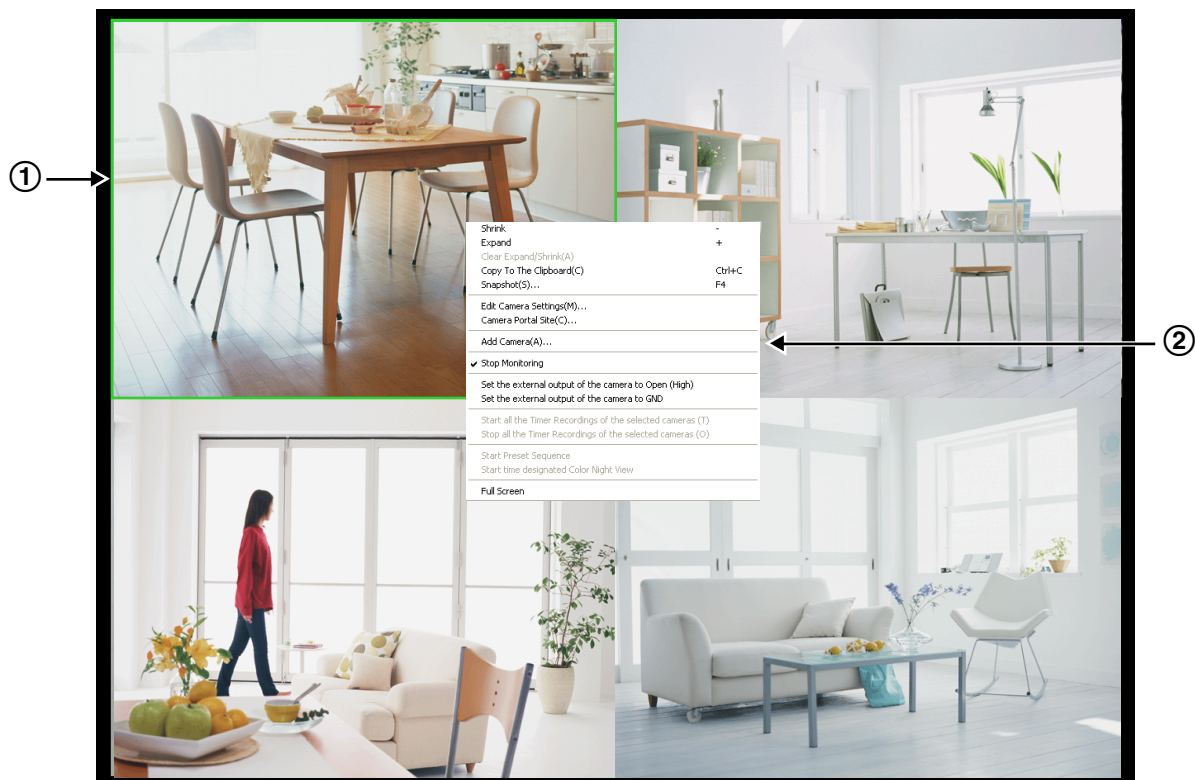 ①
Shrink -
Expand +
Clear Expand/Shrink(A)
Copy To The Clipboard(C) Ctrl+C
Snapshot(S)... F4
Edit Camera Settings(M)...
Camera Portal Site(C)...
Add Camera(A)...
②
Stop Monitoring
Set the external output of the camera to Open (High)
Set the external output of the camera to GND
Start all the Timer Recordings of the selected cameras (T)
Stop all the Timer Recordings of the selected cameras (O)
Start Preset Sequence
Start time designated Color Night View
Full Screen